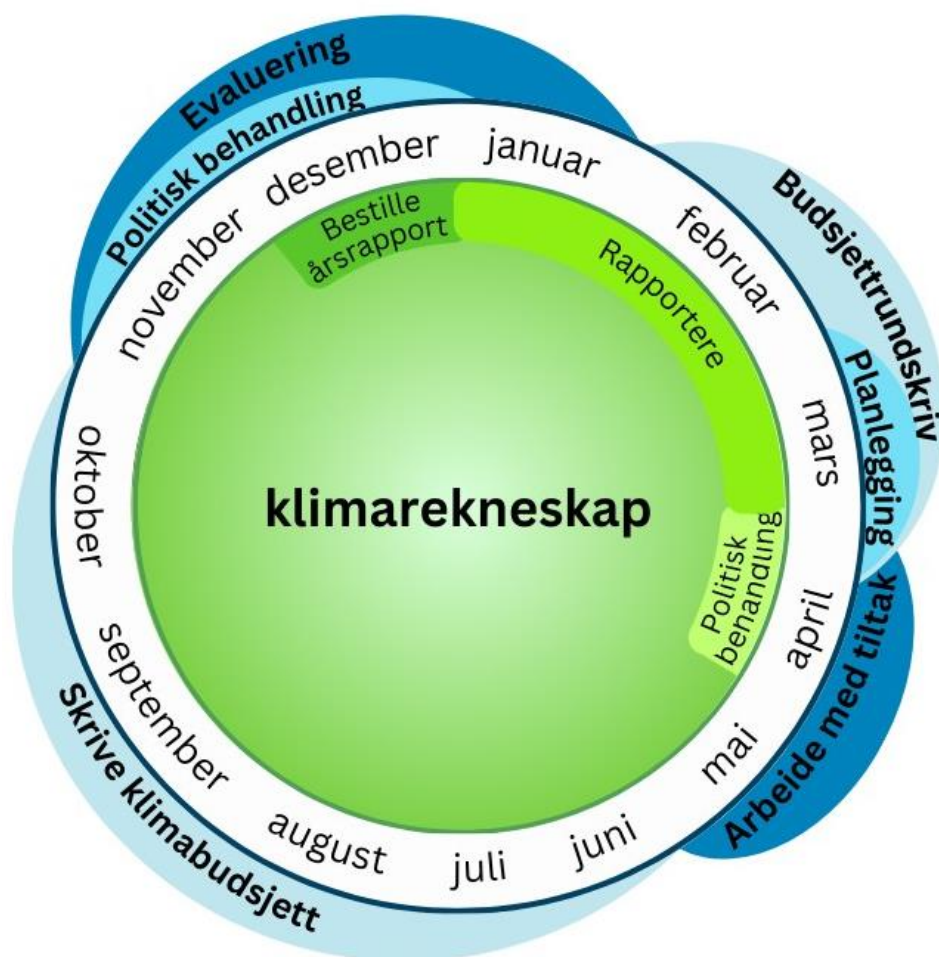 Evaluering
Politisk behandling
Budsjettrundskriv
Planlegging
Arbeide med tiltak
Skrive klimabudsjett
januar
februar
mars
april
mai
juni
juli
august
september
oktober
november
desember
Bestille
årsrapport
Rapportere
Politisk
benandling
klimarekneskap